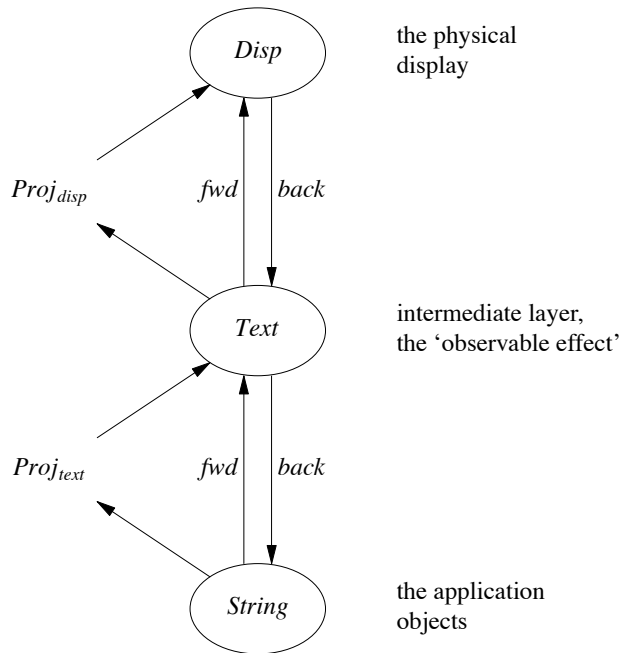 Disp
the physical
display
Proj_disp
fwd
back
Text
intermediate layer,
the ‘observable effect’
Proj_text
fwd
back
String
the application
objects